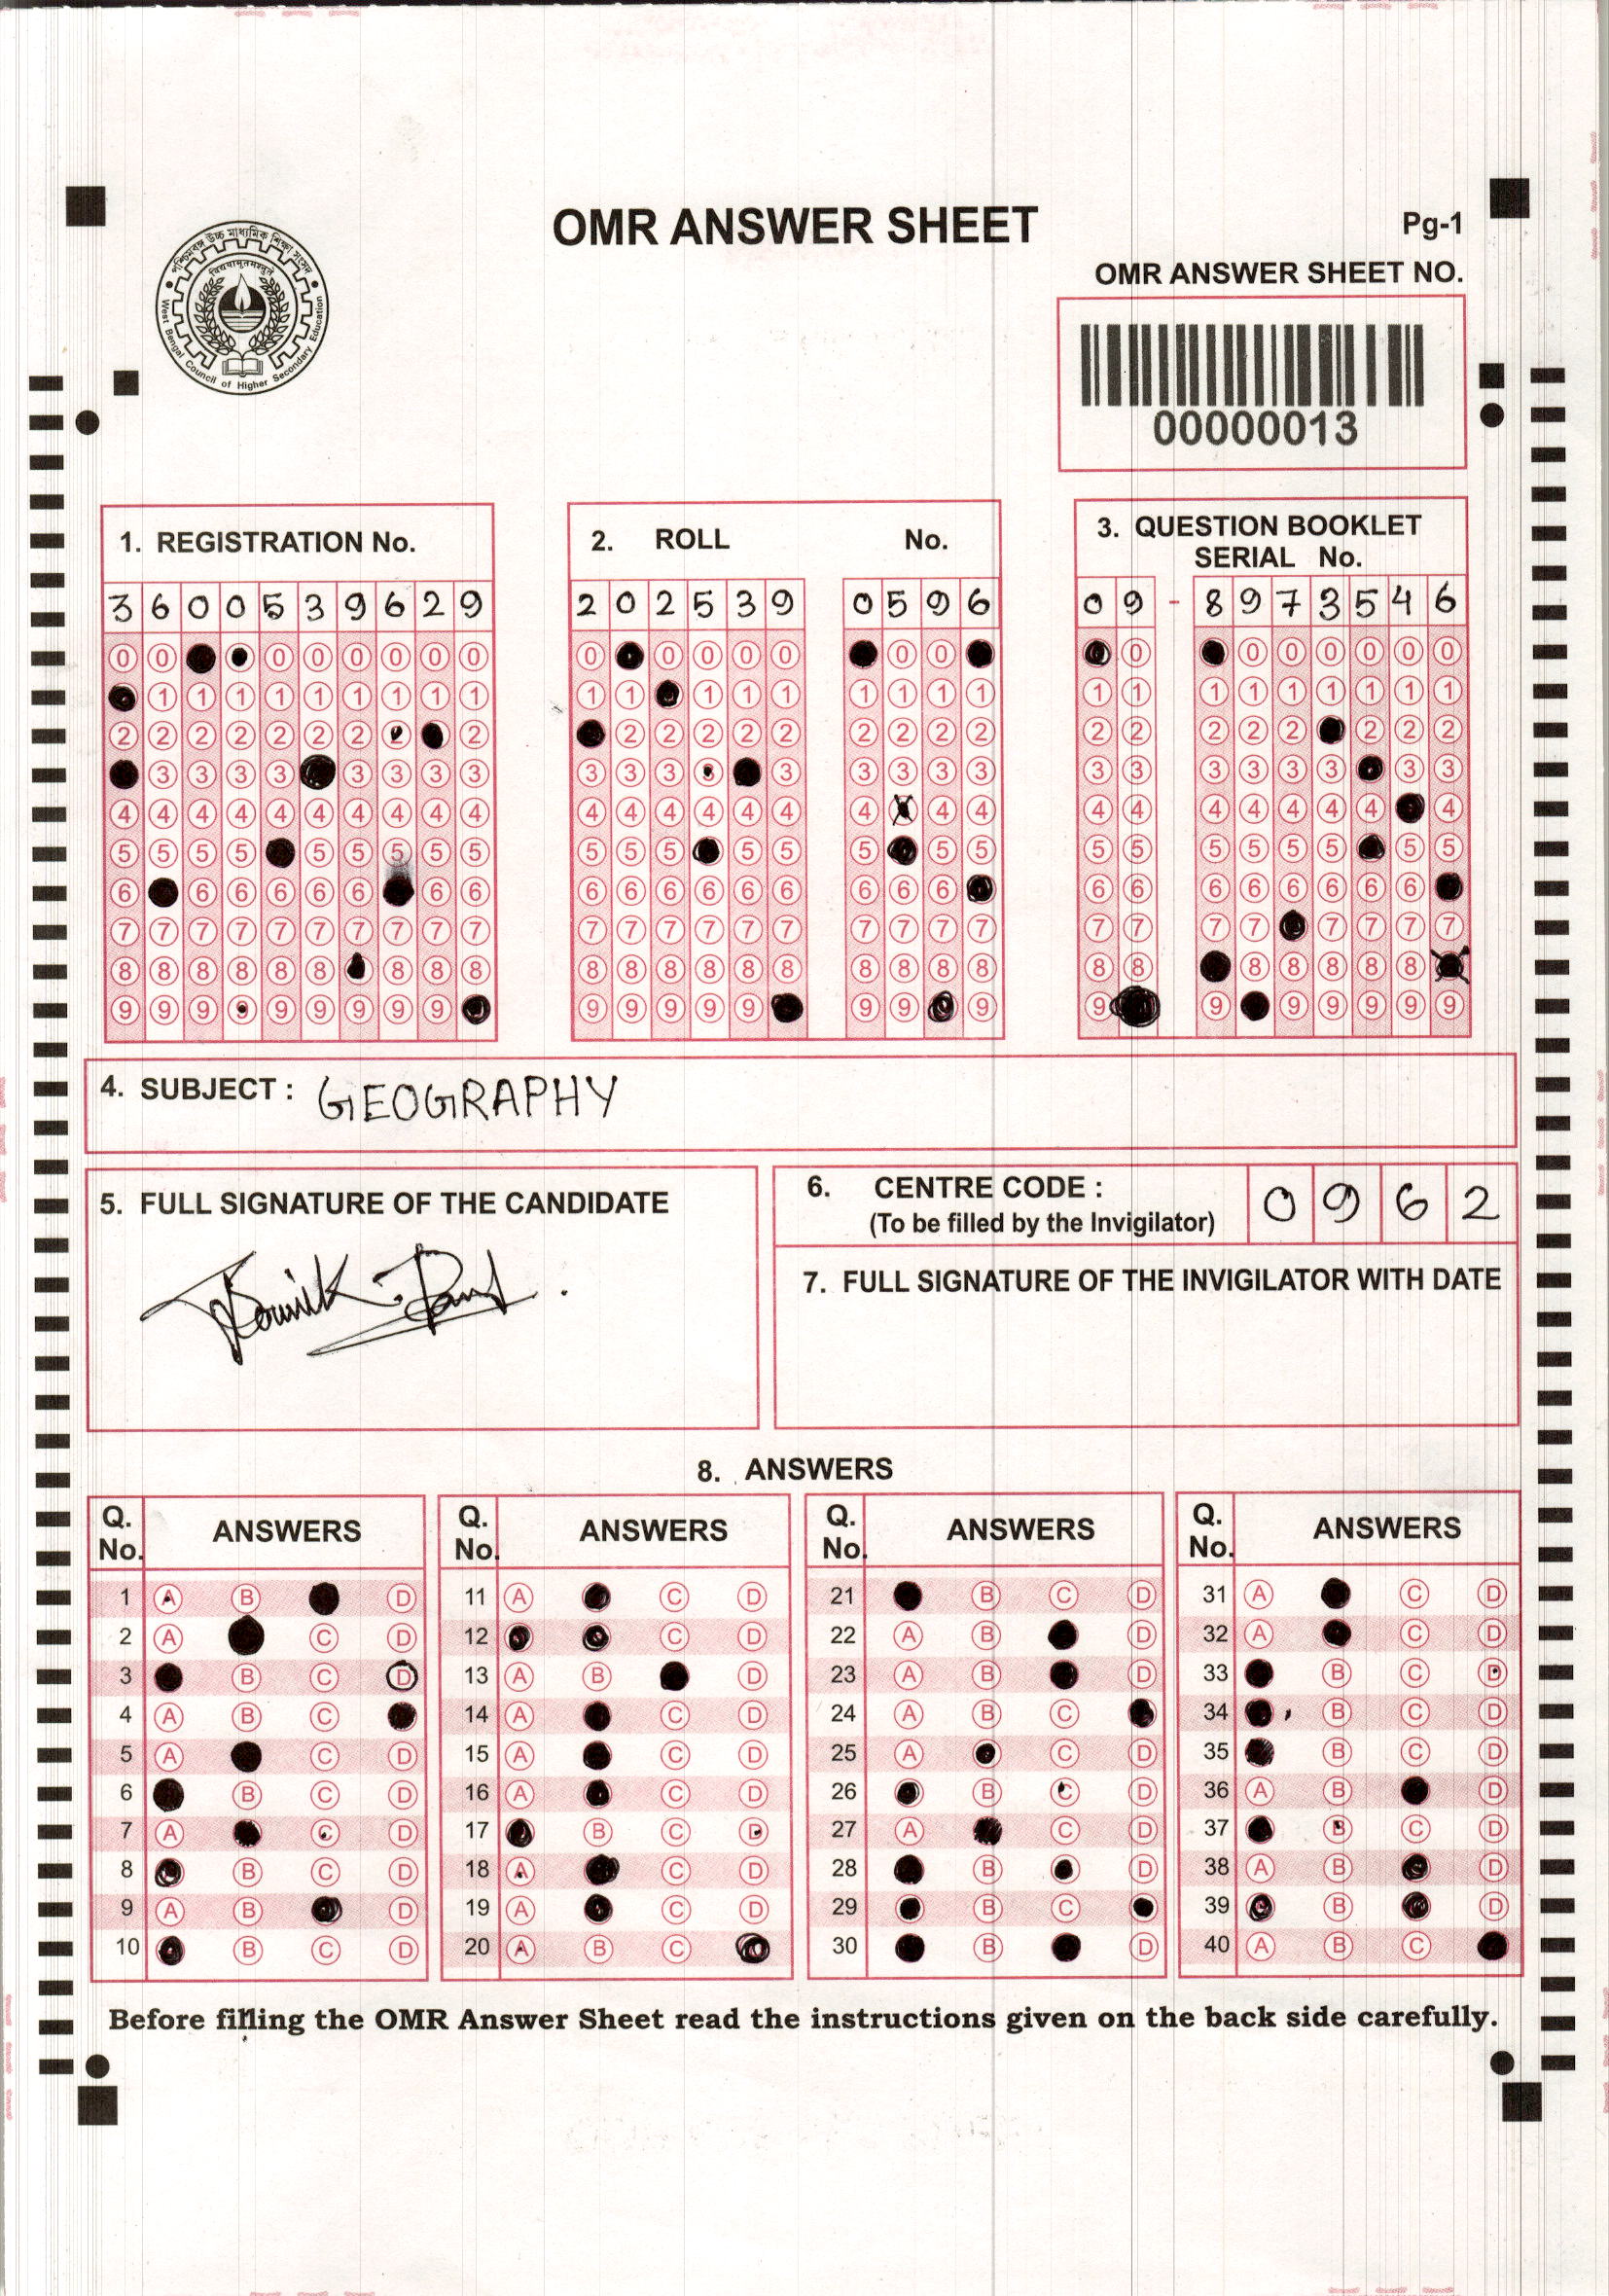 OMR ANSWER SHEET
Pg-1
OMR ANSWER SHEET NO.
পশ্চিমবঙ্গ উচ্চ মাধ্যমিক শিক্ষা সংসদ
West Bengal Council of Higher Secondary Education
00000013
1. REGISTRATION No.
3 6 0 0 5 3 9 6 2 9
2. ROLL No.
2 0 2 5 3 9 0 5 9 6
3. QUESTION BOOKLET
SERIAL No.
0 9 - 8 9 7 3 5 4 6
4. SUBJECT : GEOGRAPHY
5. FULL SIGNATURE OF THE CANDIDATE
6. CENTRE CODE : 0 9 6 2
(To be filled by the Invigilator)
7. FULL SIGNATURE OF THE INVIGILATOR WITH DATE
8. ANSWERS
Q. No. ANSWERS
1 A B D
2 A C D
3 B C D
4 A B C
5 A C D
6 B C D
7 A C D
8 B C D
9 A B D
10 B C D
Q. No. ANSWERS
11 A C D
12 C D
13 A B D
14 A C D
15 A C D
16 A C D
17 B C D
18 A C D
19 A C D
20 A B C
Q. No. ANSWERS
21 B C D
22 A B D
23 A B D
24 A B C
25 A C D
26 B C D
27 A C D
28 B D
29 B C
30 B D
Q. No. ANSWERS
31 A C D
32 A C D
33 B C D
34 B C D
35 B C D
36 A B D
37 B C D
38 A B D
39 B D
40 A B C
Before filling the OMR Answer Sheet read the instructions given on the back side carefully.